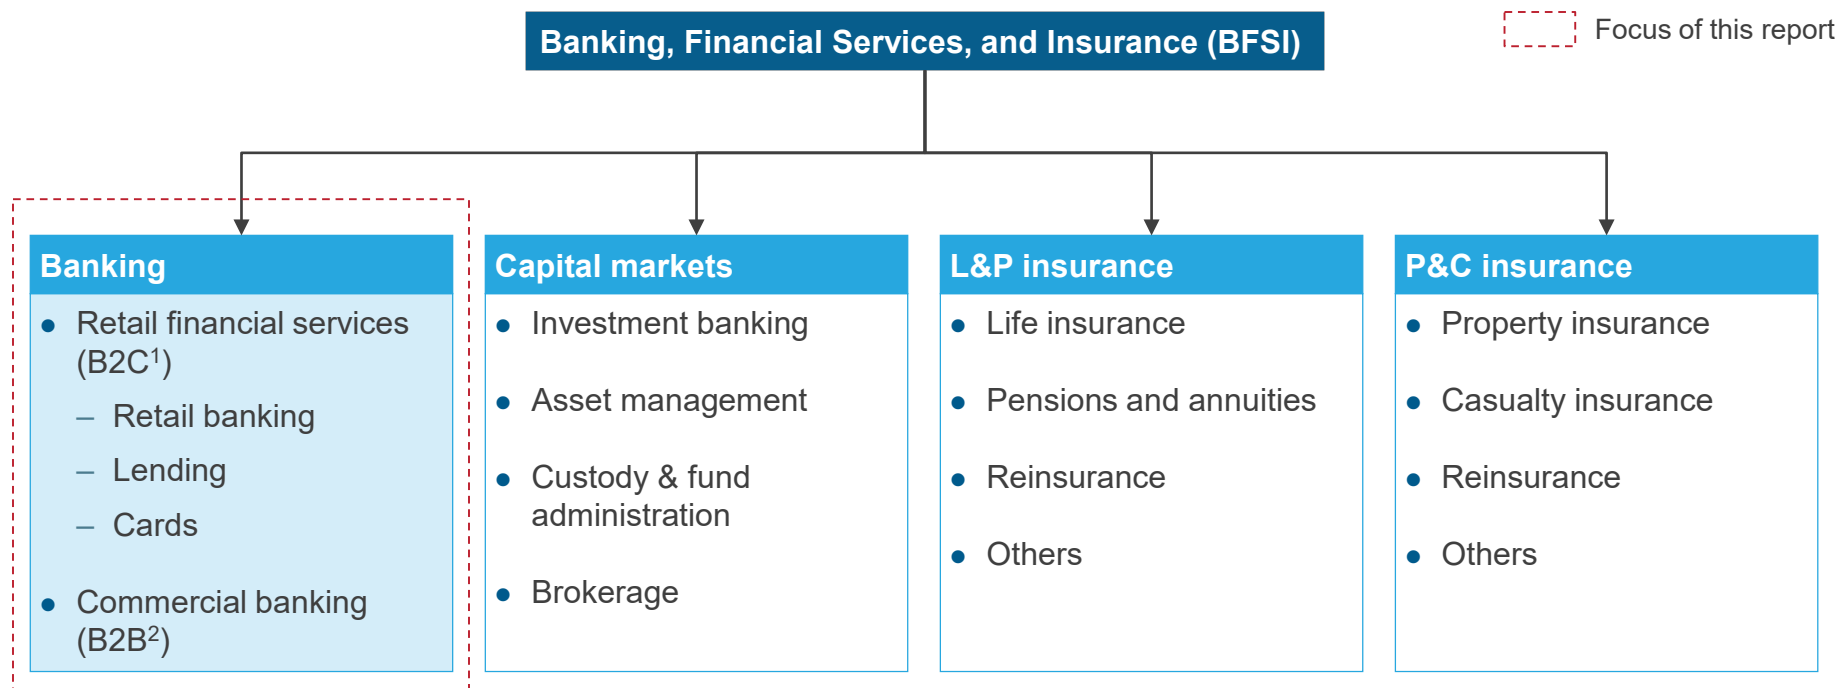 Banking, Financial Services, and Insurance (BFSI)
Focus of this report
Banking
● Retail financial services
(B2C¹)
– Retail banking
– Lending
– Cards
● Commercial banking
(B2B²)
Capital markets
● Investment banking
● Asset management
● Custody & fund
administration
● Brokerage
L&P insurance
● Life insurance
● Pensions and annuities
● Reinsurance
● Others
P&C insurance
● Property insurance
● Casualty insurance
● Reinsurance
● Others